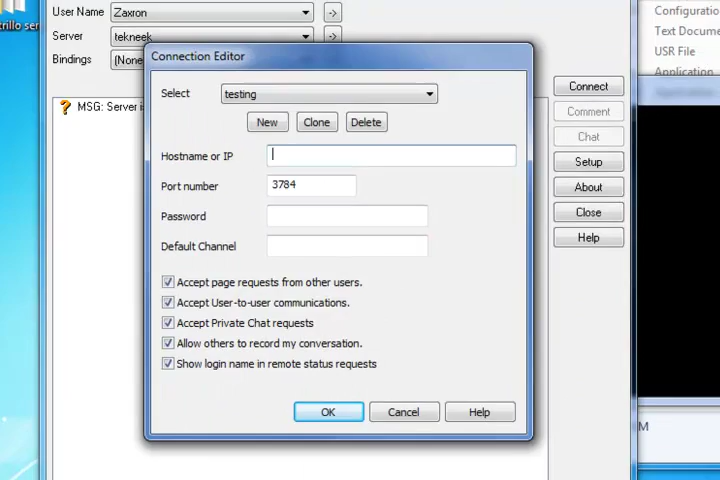 User Name Zaxron ->
Server tekneek ->
Bindings (None
trillo ser
Configuratio
Text Docume
USR File
Application
Application
MSG: Server i
Connection Editor
Select testing
New Clone Delete
Hostname or IP
Port number 3784
Password
Default Channel
Accept page requests from other users.
Accept User-to-user communications.
Accept Private Chat requests
Allow others to record my conversation.
Show login name in remote status requests
OK Cancel Help
Connect
Comment
Chat
Setup
About
Close
Help
M